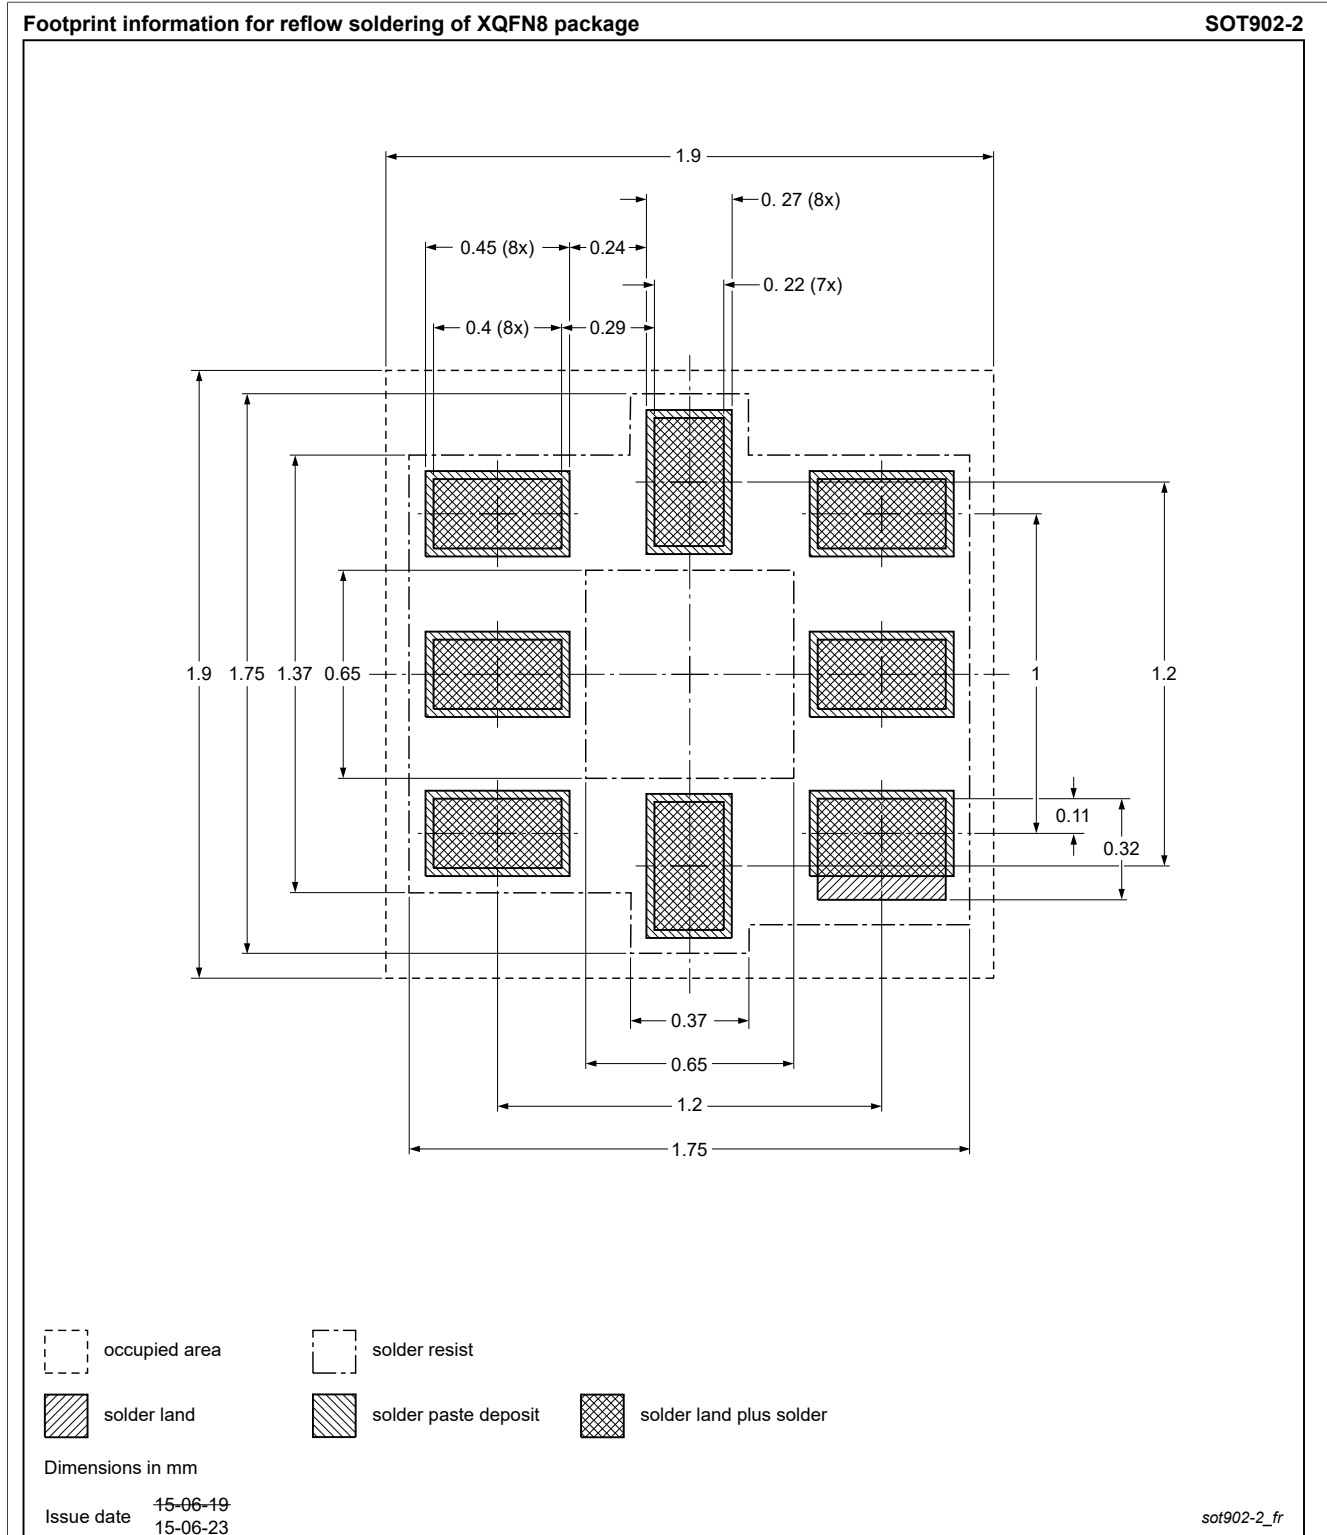 Footprint information for reflow soldering of XQFN8 package SOT902-2
1.9
0. 27 (8x)
0.45 (8x) 0.24
0. 22 (7x)
0.4 (8x) 0.29
1.9 1.75 1.37 0.65 1 1.2
0.11
0.32
0.37
0.65
1.2
1.75
occupied area solder resist
solder land solder paste deposit solder land plus solder
Dimensions in mm
Issue date 15-06-19
15-06-23
sot902-2_fr